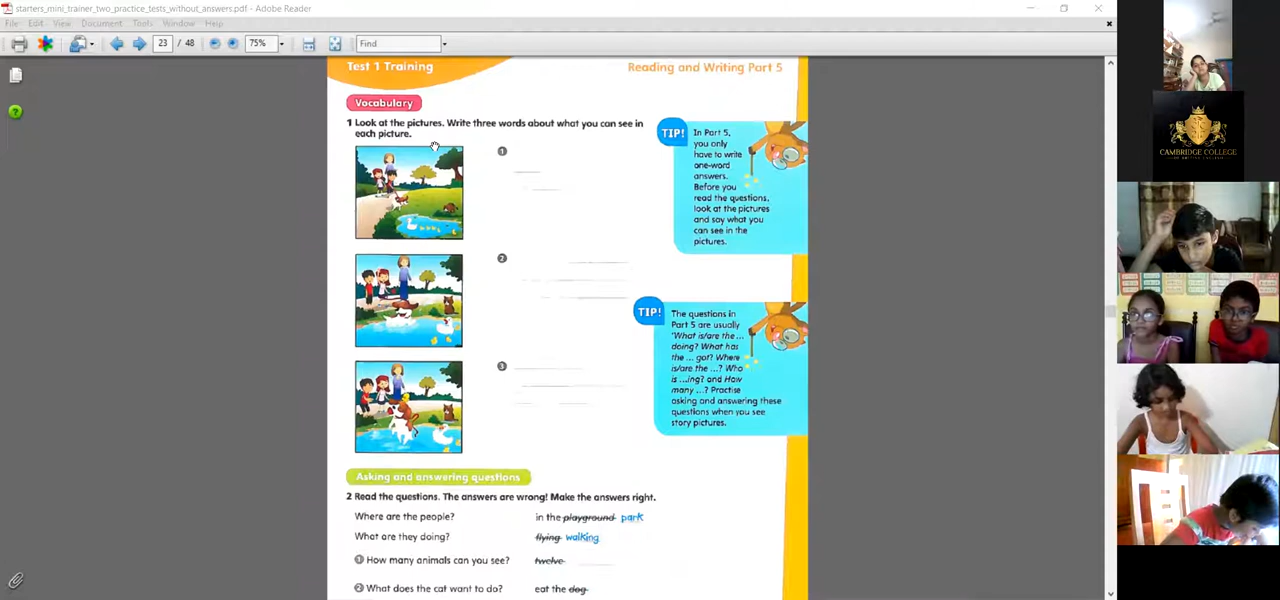 starters_mini_trainer_two_practice_tests_without_answers.pdf - Adobe Reader
File Edit View Document Tools Window Help
23 / 48 75% Find
Test 1 Training
Reading and Writing Part 5
Vocabulary
1 Look at the pictures. Write three words about what you can see in
each picture.
1
2
3
TIP!
In Part 5,
you only
have to write
one-word
answers.
Before you
read the questions,
look at the pictures
and say what you
can see in the
pictures.
TIP!
The questions in
Part 5 are usually
'What is/are the ...
doing? What has
the ... got? Where
is/are the ...? Who
is ...ing? and How
many ...? Practise
asking and answering these
questions when you see
story pictures.
Asking and answering questions
2 Read the questions. The answers are wrong! Make the answers right.
Where are the people? in the playground park
What are they doing? flying walking
1 How many animals can you see? twelve
2 What does the cat want to do? eat the dog
CAMBRIDGE COLLEGE